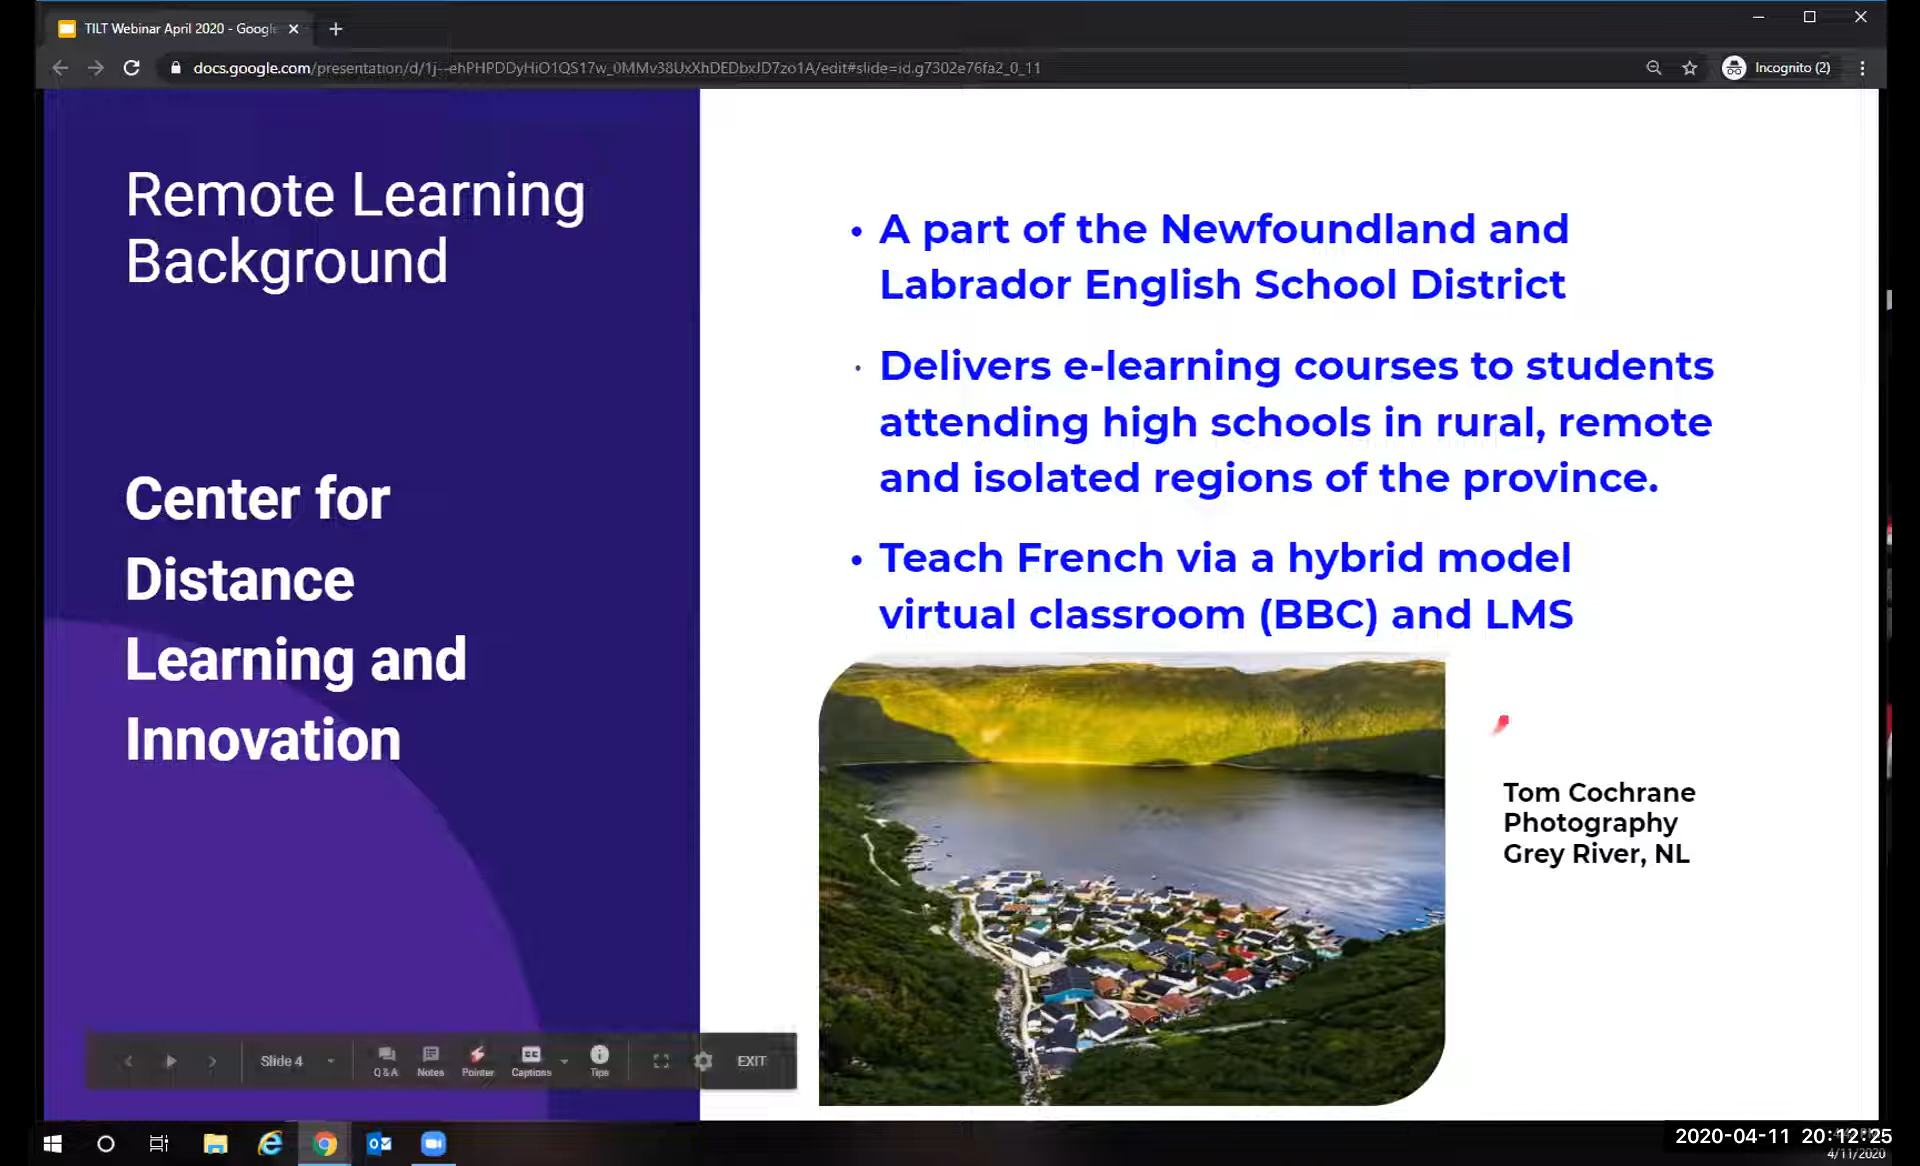 TILT Webinar April 2020 - Google
docs.google.com/presentation/d/1j--ehPHPDDyHiO1QS17w_0MMv38UxXhDEDbxJD7zo1A/edit#slide=id.g7302e76fa2_0_11
Incognito (2)
Remote Learning
Background
Center for
Distance
Learning and
Innovation
• A part of the Newfoundland and
Labrador English School District
• Delivers e-learning courses to students
attending high schools in rural, remote
and isolated regions of the province.
• Teach French via a hybrid model
virtual classroom (BBC) and LMS
Tom Cochrane
Photography
Grey River, NL
Slide 4
Q&A
Notes
Pointer
Captions
Tips
EXIT
2020-04-11 20:12:25
4/11/2020